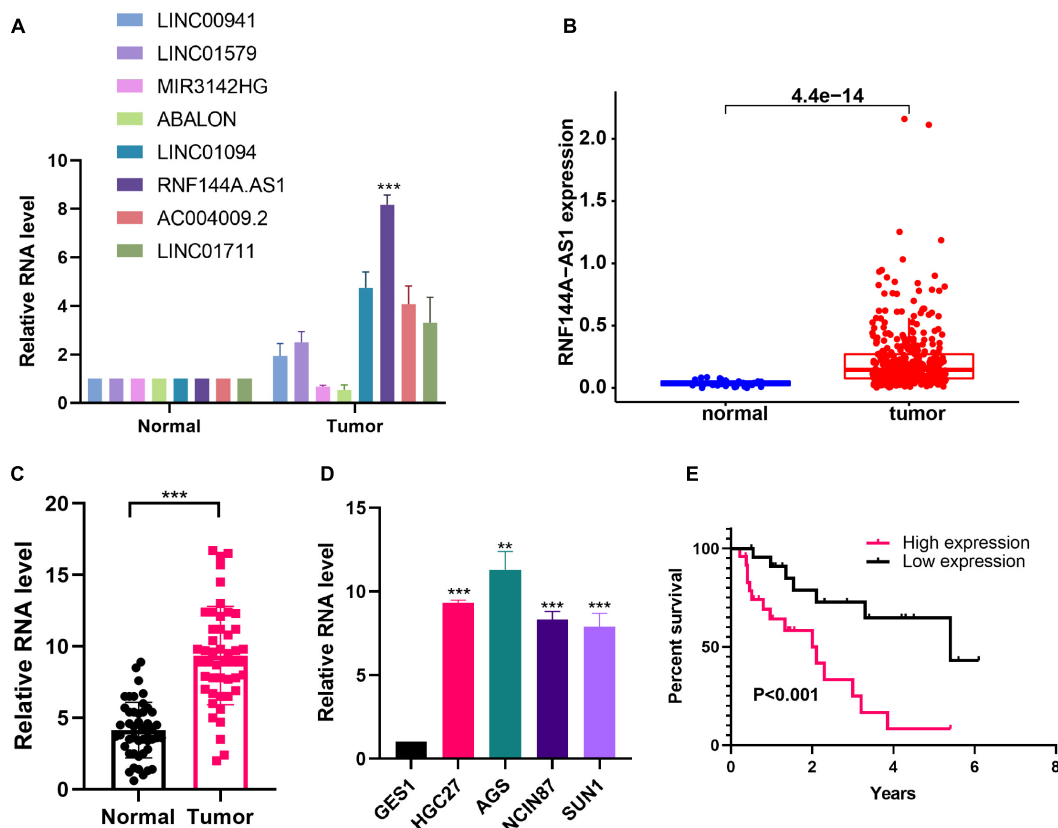 A
LINC00941
LINC01579
MIR3142HG
ABALON
LINC01094
RNF144A.AS1
AC004009.2
LINC01711
Relative RNA level
10
8
6
4
2
0
***
Normal
Tumor
B
4.4e−14
RNF144A−AS1 expression
2.0
1.5
1.0
0.5
0.0
normal
tumor
C
Relative RNA level
20
15
10
5
0
***
Normal
Tumor
D
Relative RNA level
15
10
5
0
***
**
***
***
GES1
HGC27
AGS
NCIN87
SUN1
E
High expression
Low expression
Percent survival
100
50
0
P<0.001
0
2
4
6
8
Years